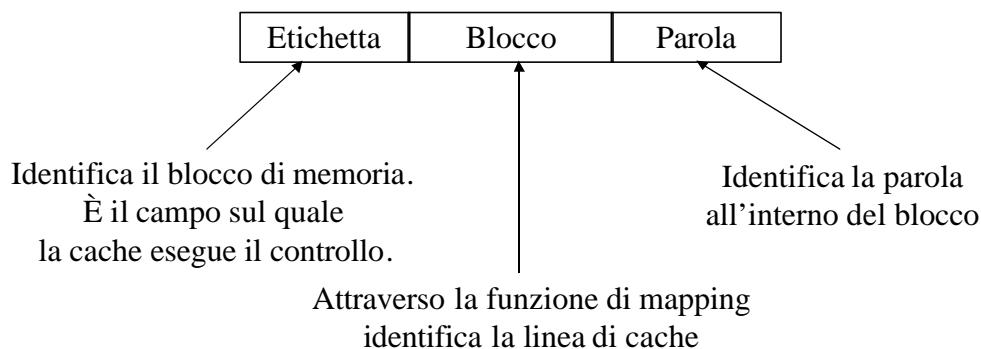 Etichetta Blocco Parola
Identifica il blocco di memoria.
È il campo sul quale
la cache esegue il controllo.
Identifica la parola
all’interno del blocco
Attraverso la funzione di mapping
identifica la linea di cache